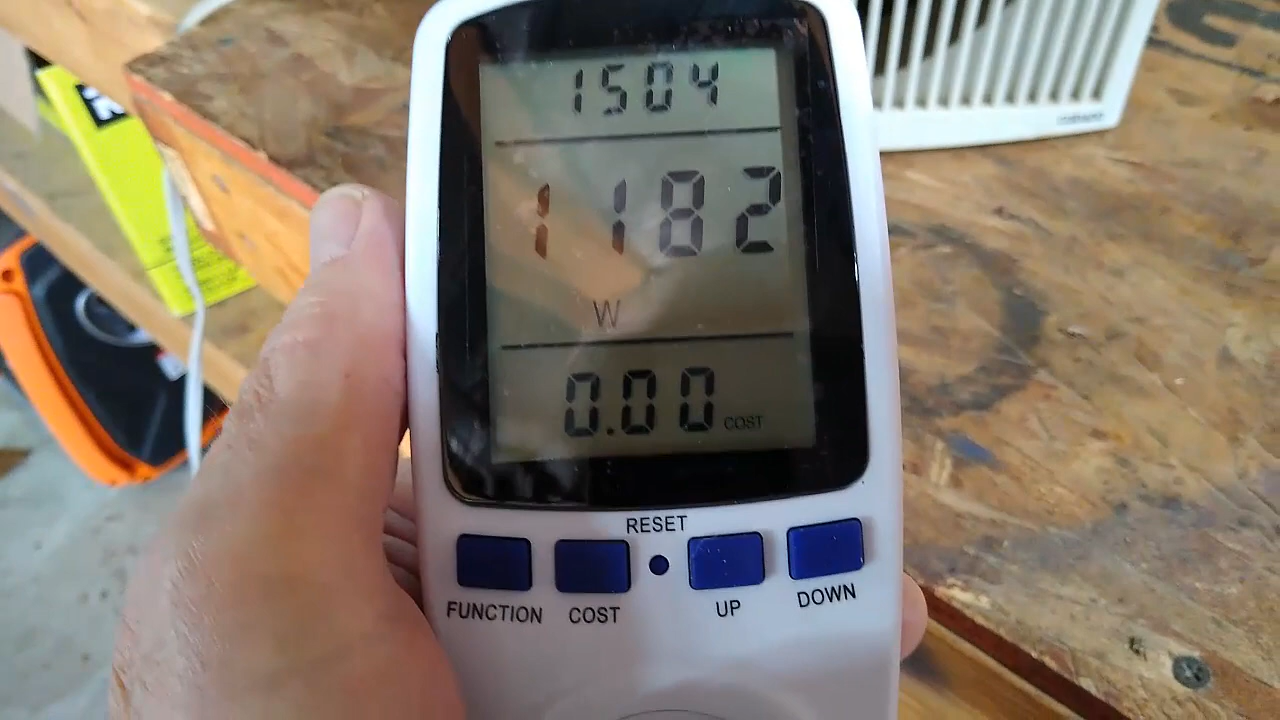 1504
1182
W
0.00 COST
RESET
FUNCTION COST UP DOWN